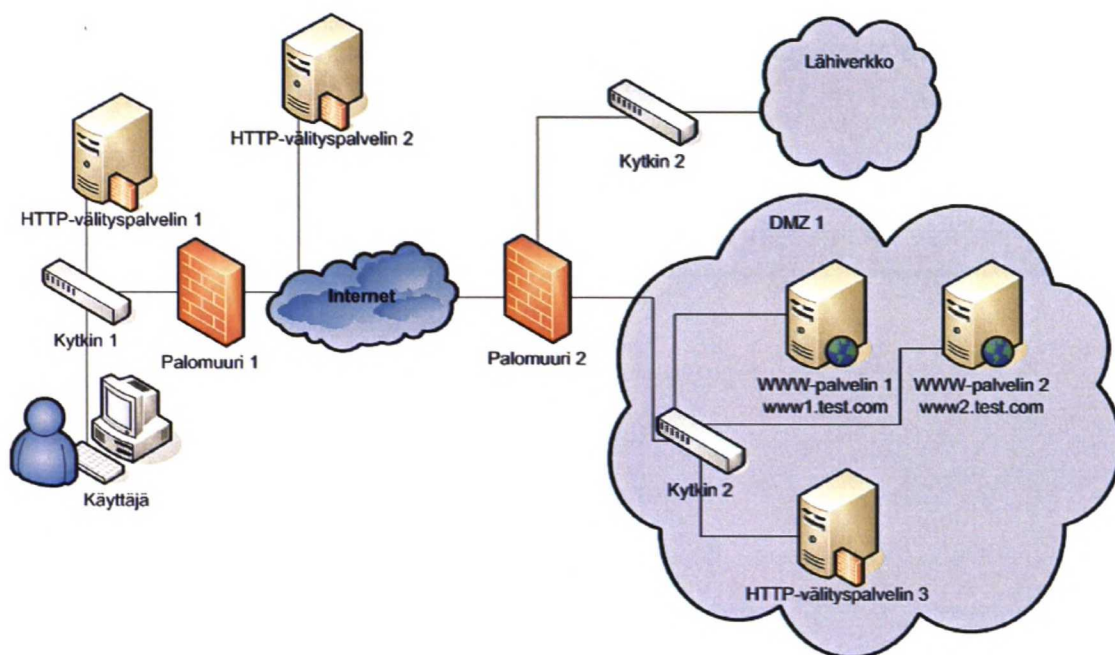 HTTP-välityspalvelin 1
HTTP-välityspalvelin 2
Kytkin 1
Palomuuri 1
Käyttäjä
Internet
Palomuuri 2
Kytkin 2
Lähiverkko
DMZ 1
WWW-palvelin 1
www1.test.com
WWW-palvelin 2
www2.test.com
Kytkin 2
HTTP-välityspalvelin 3